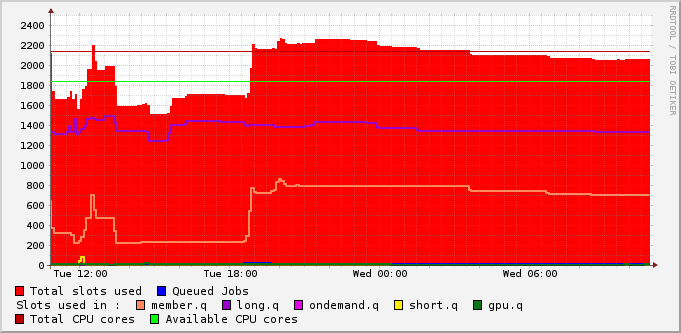 2400
2200
2000
1800
1600
1400
1200
1000
800
600
400
200
0
Tue 12:00 Tue 18:00 Wed 00:00 Wed 06:00
Total slots used Queued Jobs
Slots used in : member.q long.q ondemand.q short.q gpu.q
Total CPU cores Available CPU cores
RRDTOOL / TOBI OETIKER